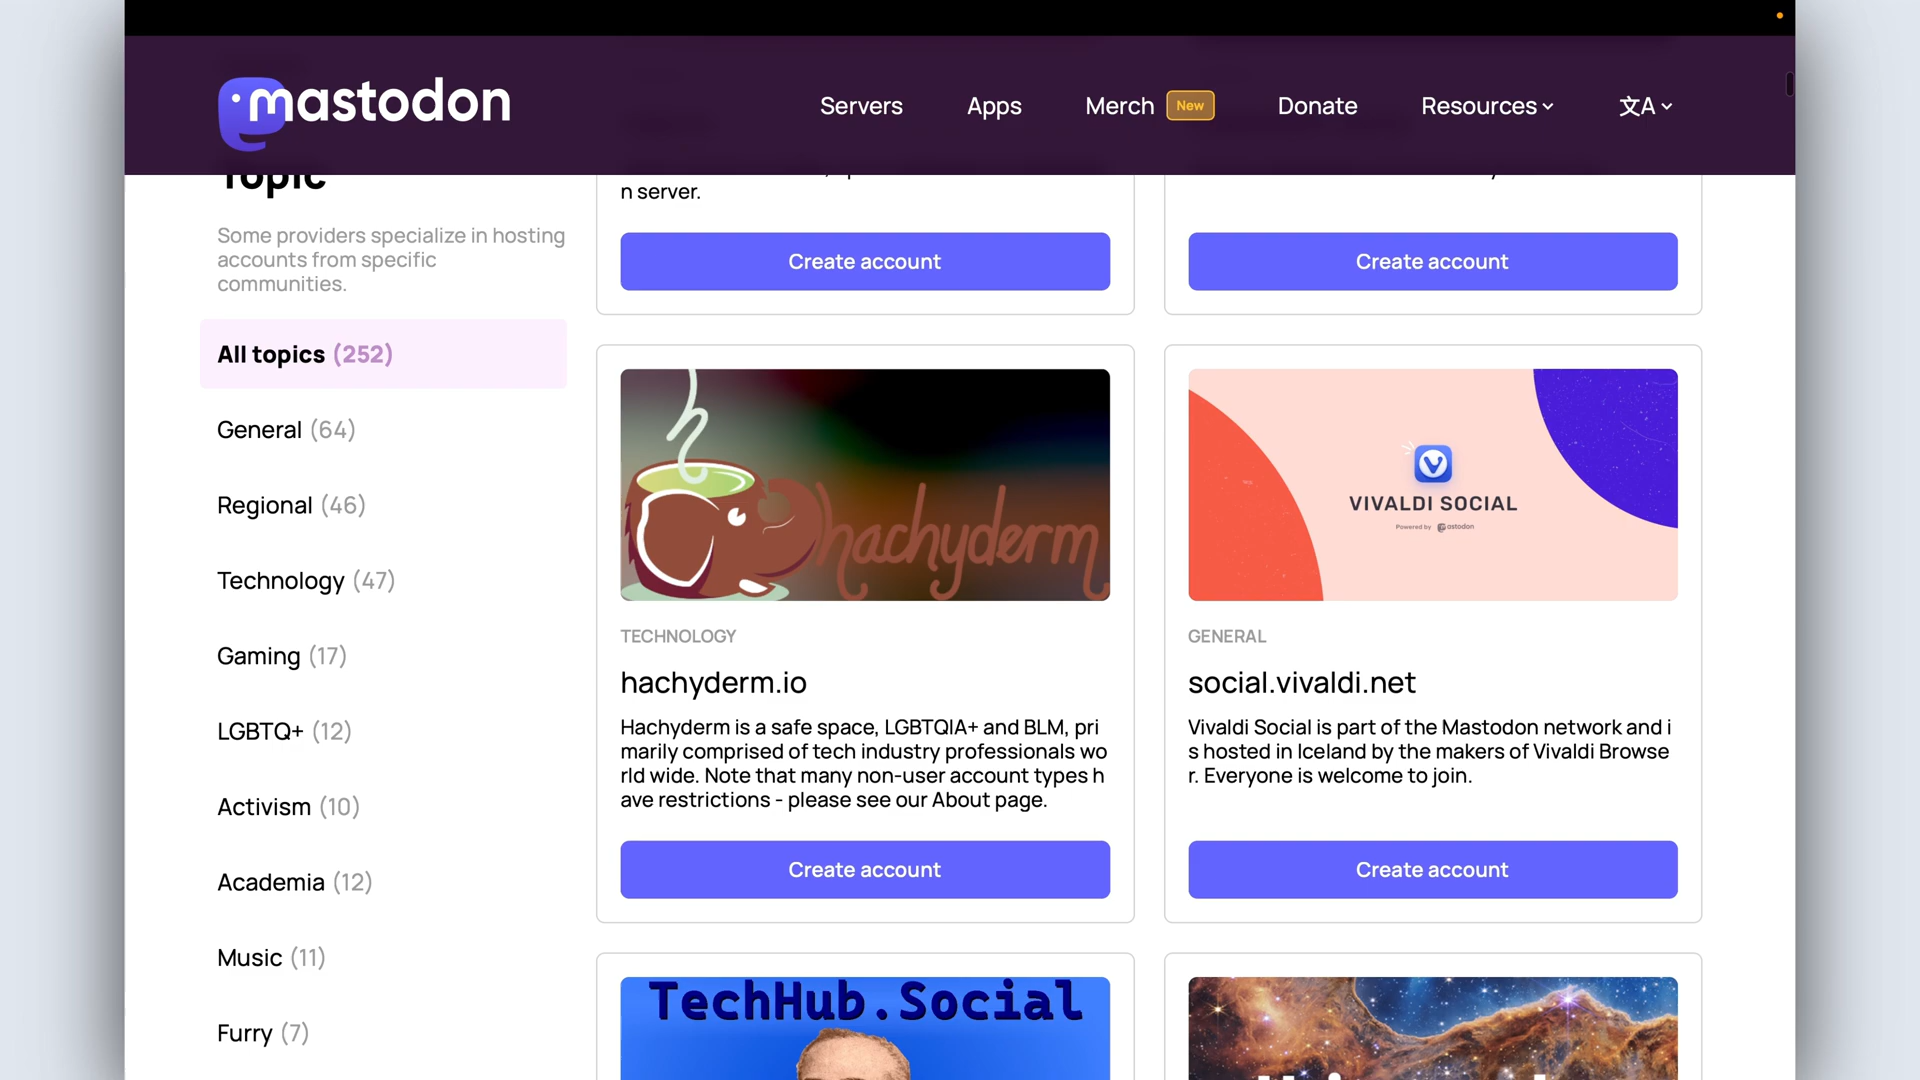 mastodon
Servers
Apps
Merch
New
Donate
Resources
文A
Topic
Some providers specialize in hosting
accounts from specific
communities.
All topics (252)
General (64)
Regional (46)
Technology (47)
Gaming (17)
LGBTQ+ (12)
Activism (10)
Academia (12)
Music (11)
Furry (7)
n server.
Create account
Create account
hachyderm
TECHNOLOGY
hachyderm.io
Hachyderm is a safe space, LGBTQIA+ and BLM, pri
marily comprised of tech industry professionals wo
rld wide. Note that many non-user account types h
ave restrictions - please see our About page.
Create account
VIVALDI SOCIAL
Powered by mastodon
GENERAL
social.vivaldi.net
Vivaldi Social is part of the Mastodon network and i
s hosted in Iceland by the makers of Vivaldi Browse
r. Everyone is welcome to join.
Create account
TechHub.Social